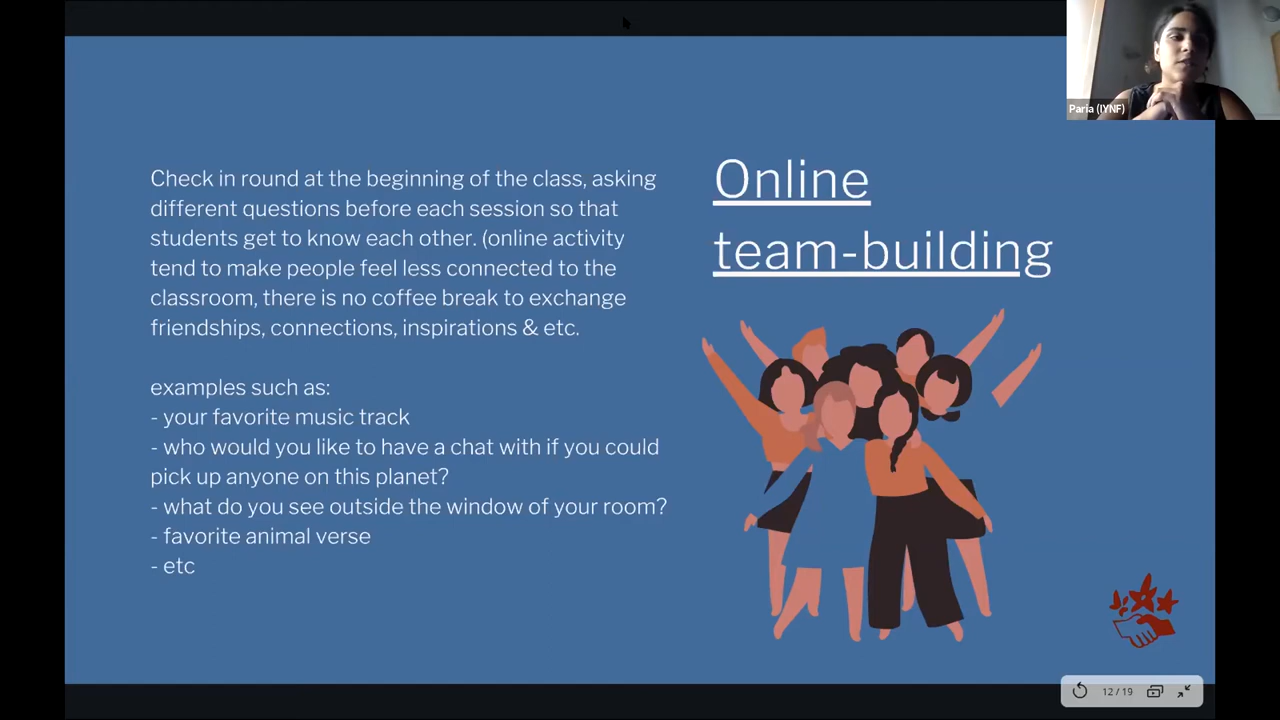 Paria (IYNF)
Online
team-building
Check in round at the beginning of the class, asking
different questions before each session so that
students get to know each other. (online activity
tend to make people feel less connected to the
classroom, there is no coffee break to exchange
friendships, connections, inspirations & etc.
examples such as:
- your favorite music track
- who would you like to have a chat with if you could
pick up anyone on this planet?
- what do you see outside the window of your room?
- favorite animal verse
- etc
12 / 19